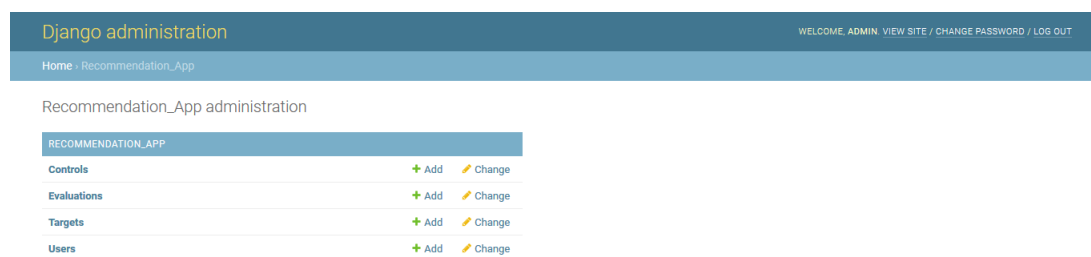 Django administration
WELCOME, ADMIN. VIEW SITE / CHANGE PASSWORD / LOG OUT
Home › Recommendation_App
Recommendation_App administration
RECOMMENDATION_APP
Controls + Add Change
Evaluations + Add Change
Targets + Add Change
Users + Add Change